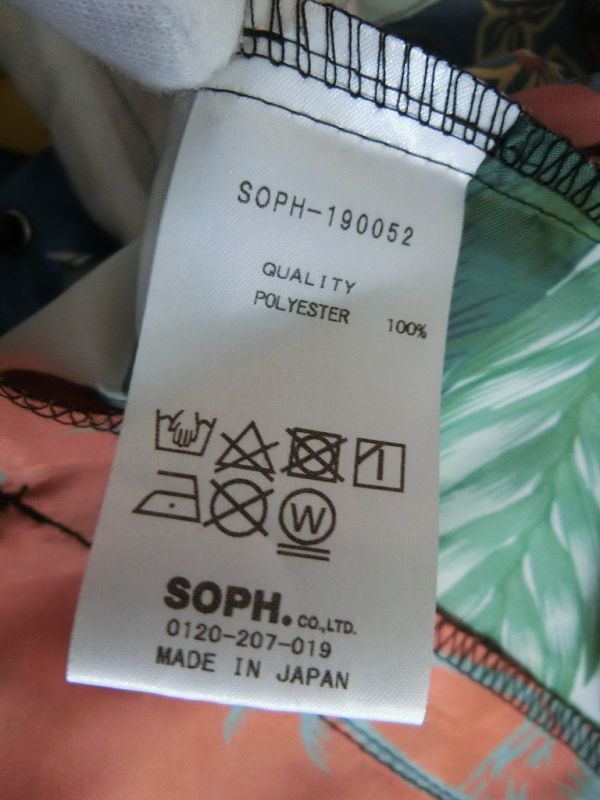 SOPH-190052
QUALITY
POLYESTER 100%
W
SOPH. CO.,LTD.
0120-207-019
MADE IN JAPAN